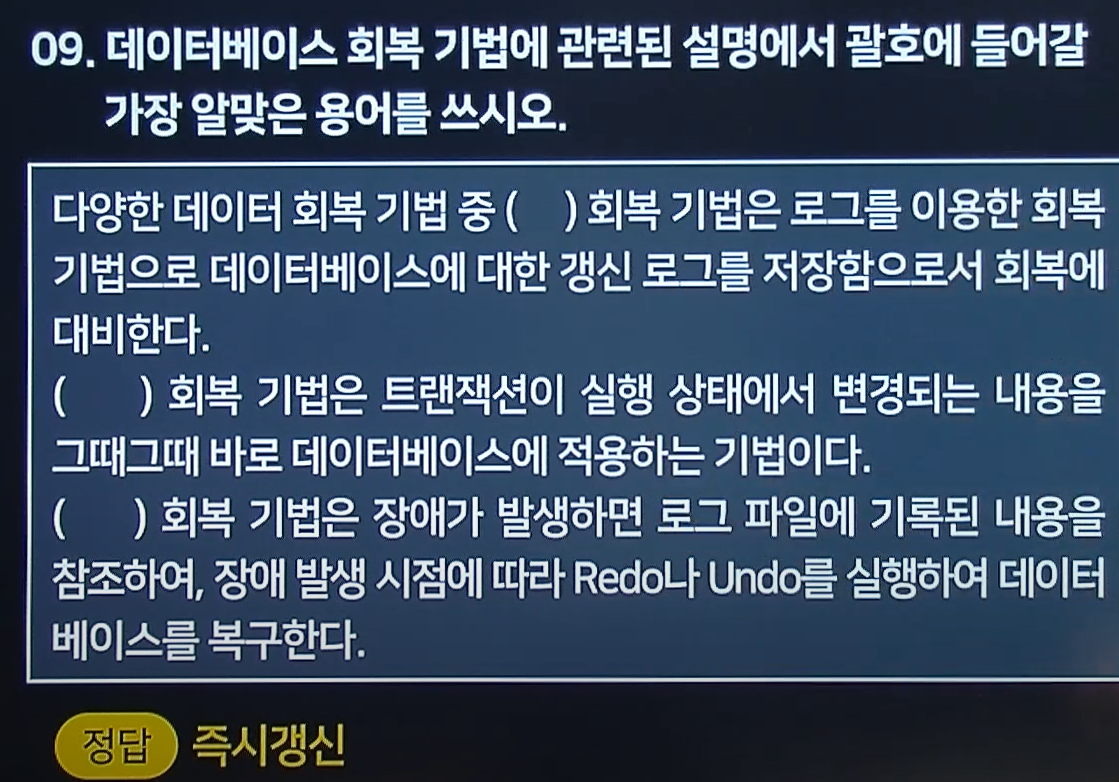 09. 데이터베이스 회복 기법에 관련된 설명에서 괄호에 들어갈
가장 알맞은 용어를 쓰시오.
다양한 데이터 회복 기법 중 (    ) 회복 기법은 로그를 이용한 회복
기법으로 데이터베이스에 대한 갱신 로그를 저장함으로서 회복에
대비한다.
(    ) 회복 기법은 트랜잭션이 실행 상태에서 변경되는 내용을
그때그때 바로 데이터베이스에 적용하는 기법이다.
(    ) 회복 기법은 장애가 발생하면 로그 파일에 기록된 내용을
참조하여, 장애 발생 시점에 따라 Redo나 Undo를 실행하여 데이터
베이스를 복구한다.
정답 즉시갱신